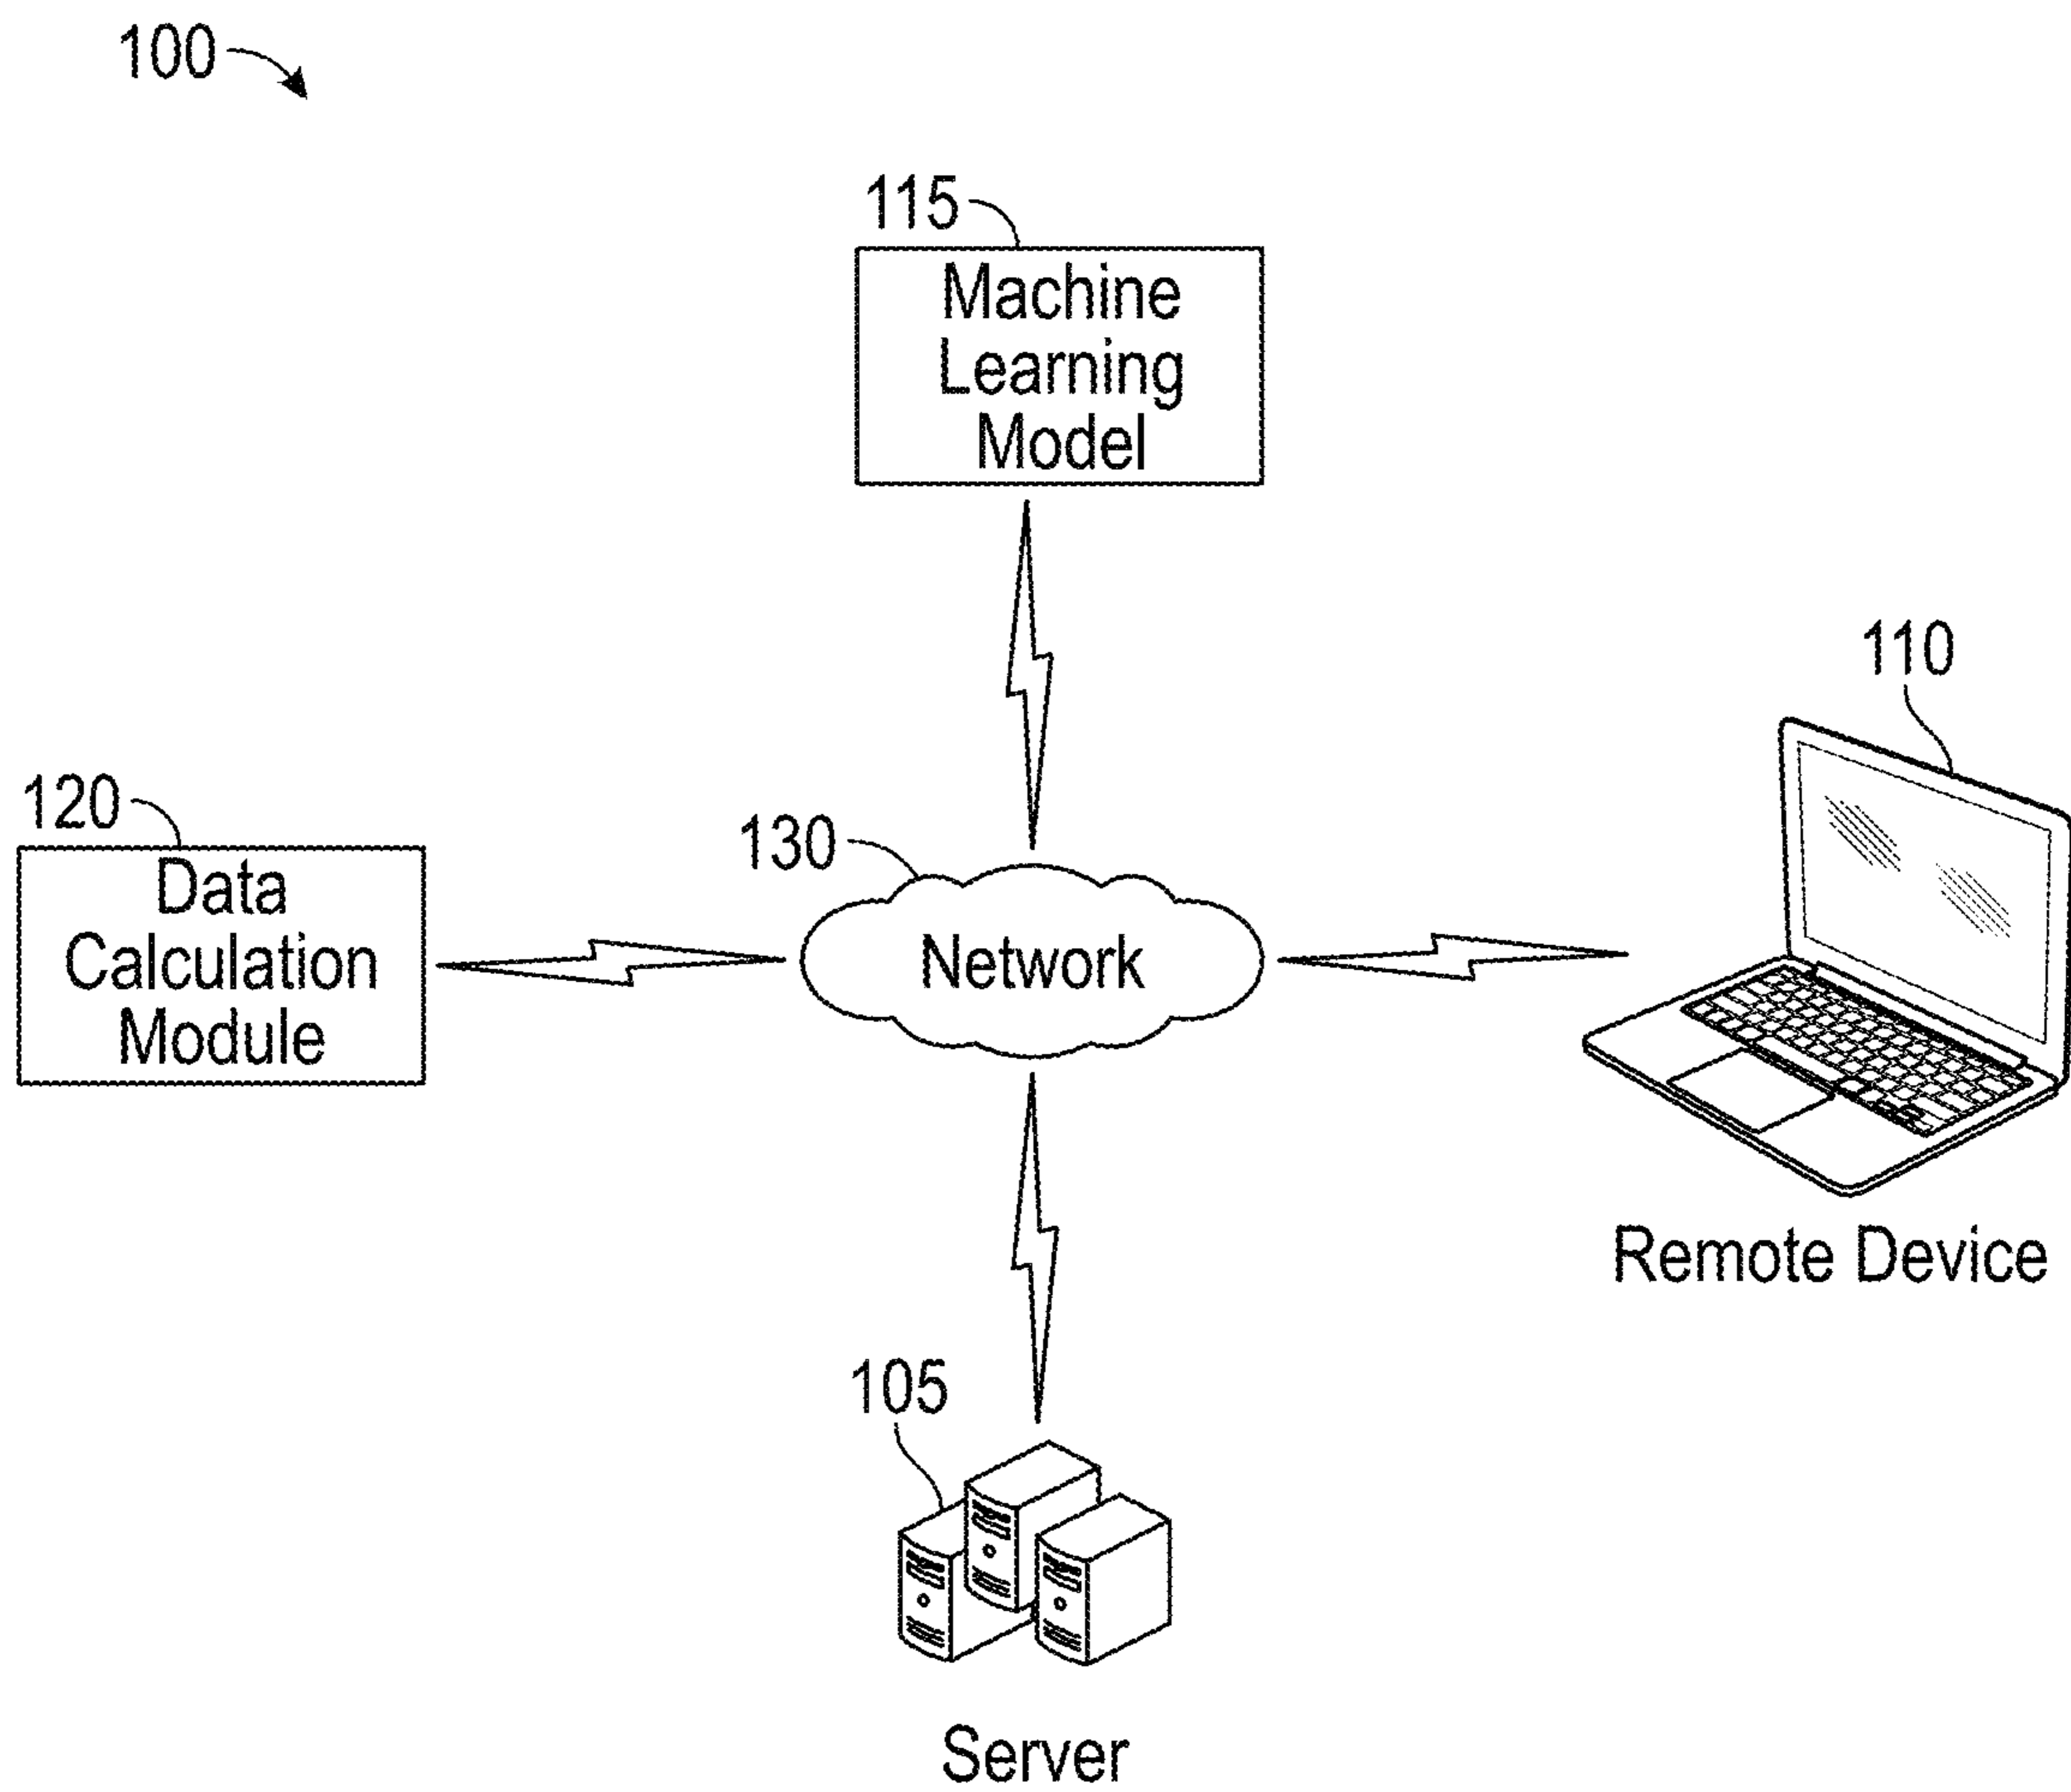 100
115
Machine
Learning
Model
110
120
Data
Calculation
Module
130
Network
Remote Device
105
Server